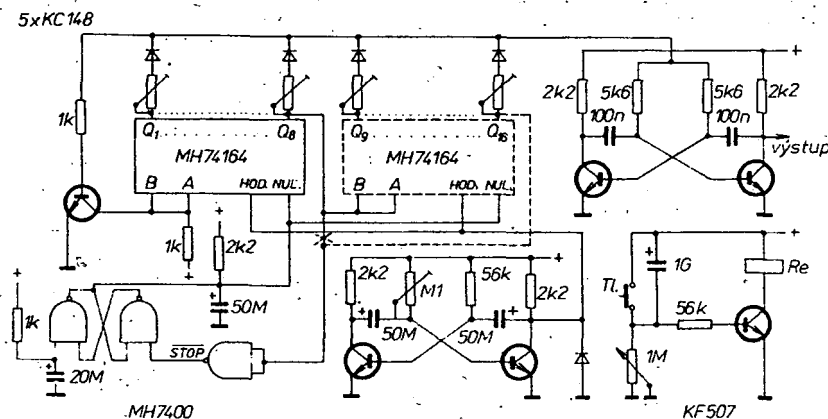 5xKC148
1k
Q1 Q8
MH74164
B A HOD. NUL.
Q9 Q16
MH74164
B A HOD. NUL.
2k2 5k6 5k6 2k2
100n 100n
výstup
1k 2k2
50M
1k
20M
STOP
MH7400
2k2 M1 56k 2k2
50M 50M
Tl. 1G Re
56k
1M
KF507